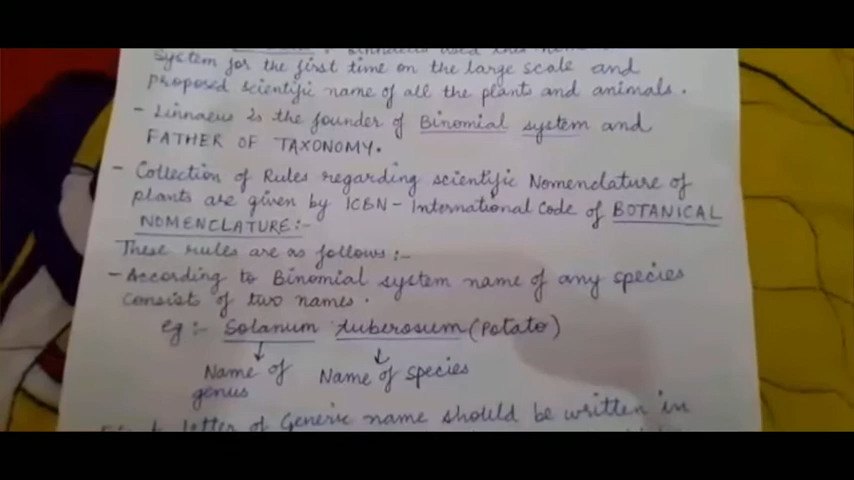 system for the first time on the large scale and
proposed scientific name of all the plants and animals.
- Linnaeus is the founder of Binomial system and
FATHER OF TAXONOMY.
- Collection of Rules regarding scientific Nomenclature of
plants are given by ICBN - International Code of BOTANICAL
NOMENCLATURE:-
These rules are as follows:-
- According to Binomial system name of any species
consists of two names.
eg:- Solanum tuberosum (Potato)
Name of genus
Name of species
letter of Generic name should be written in